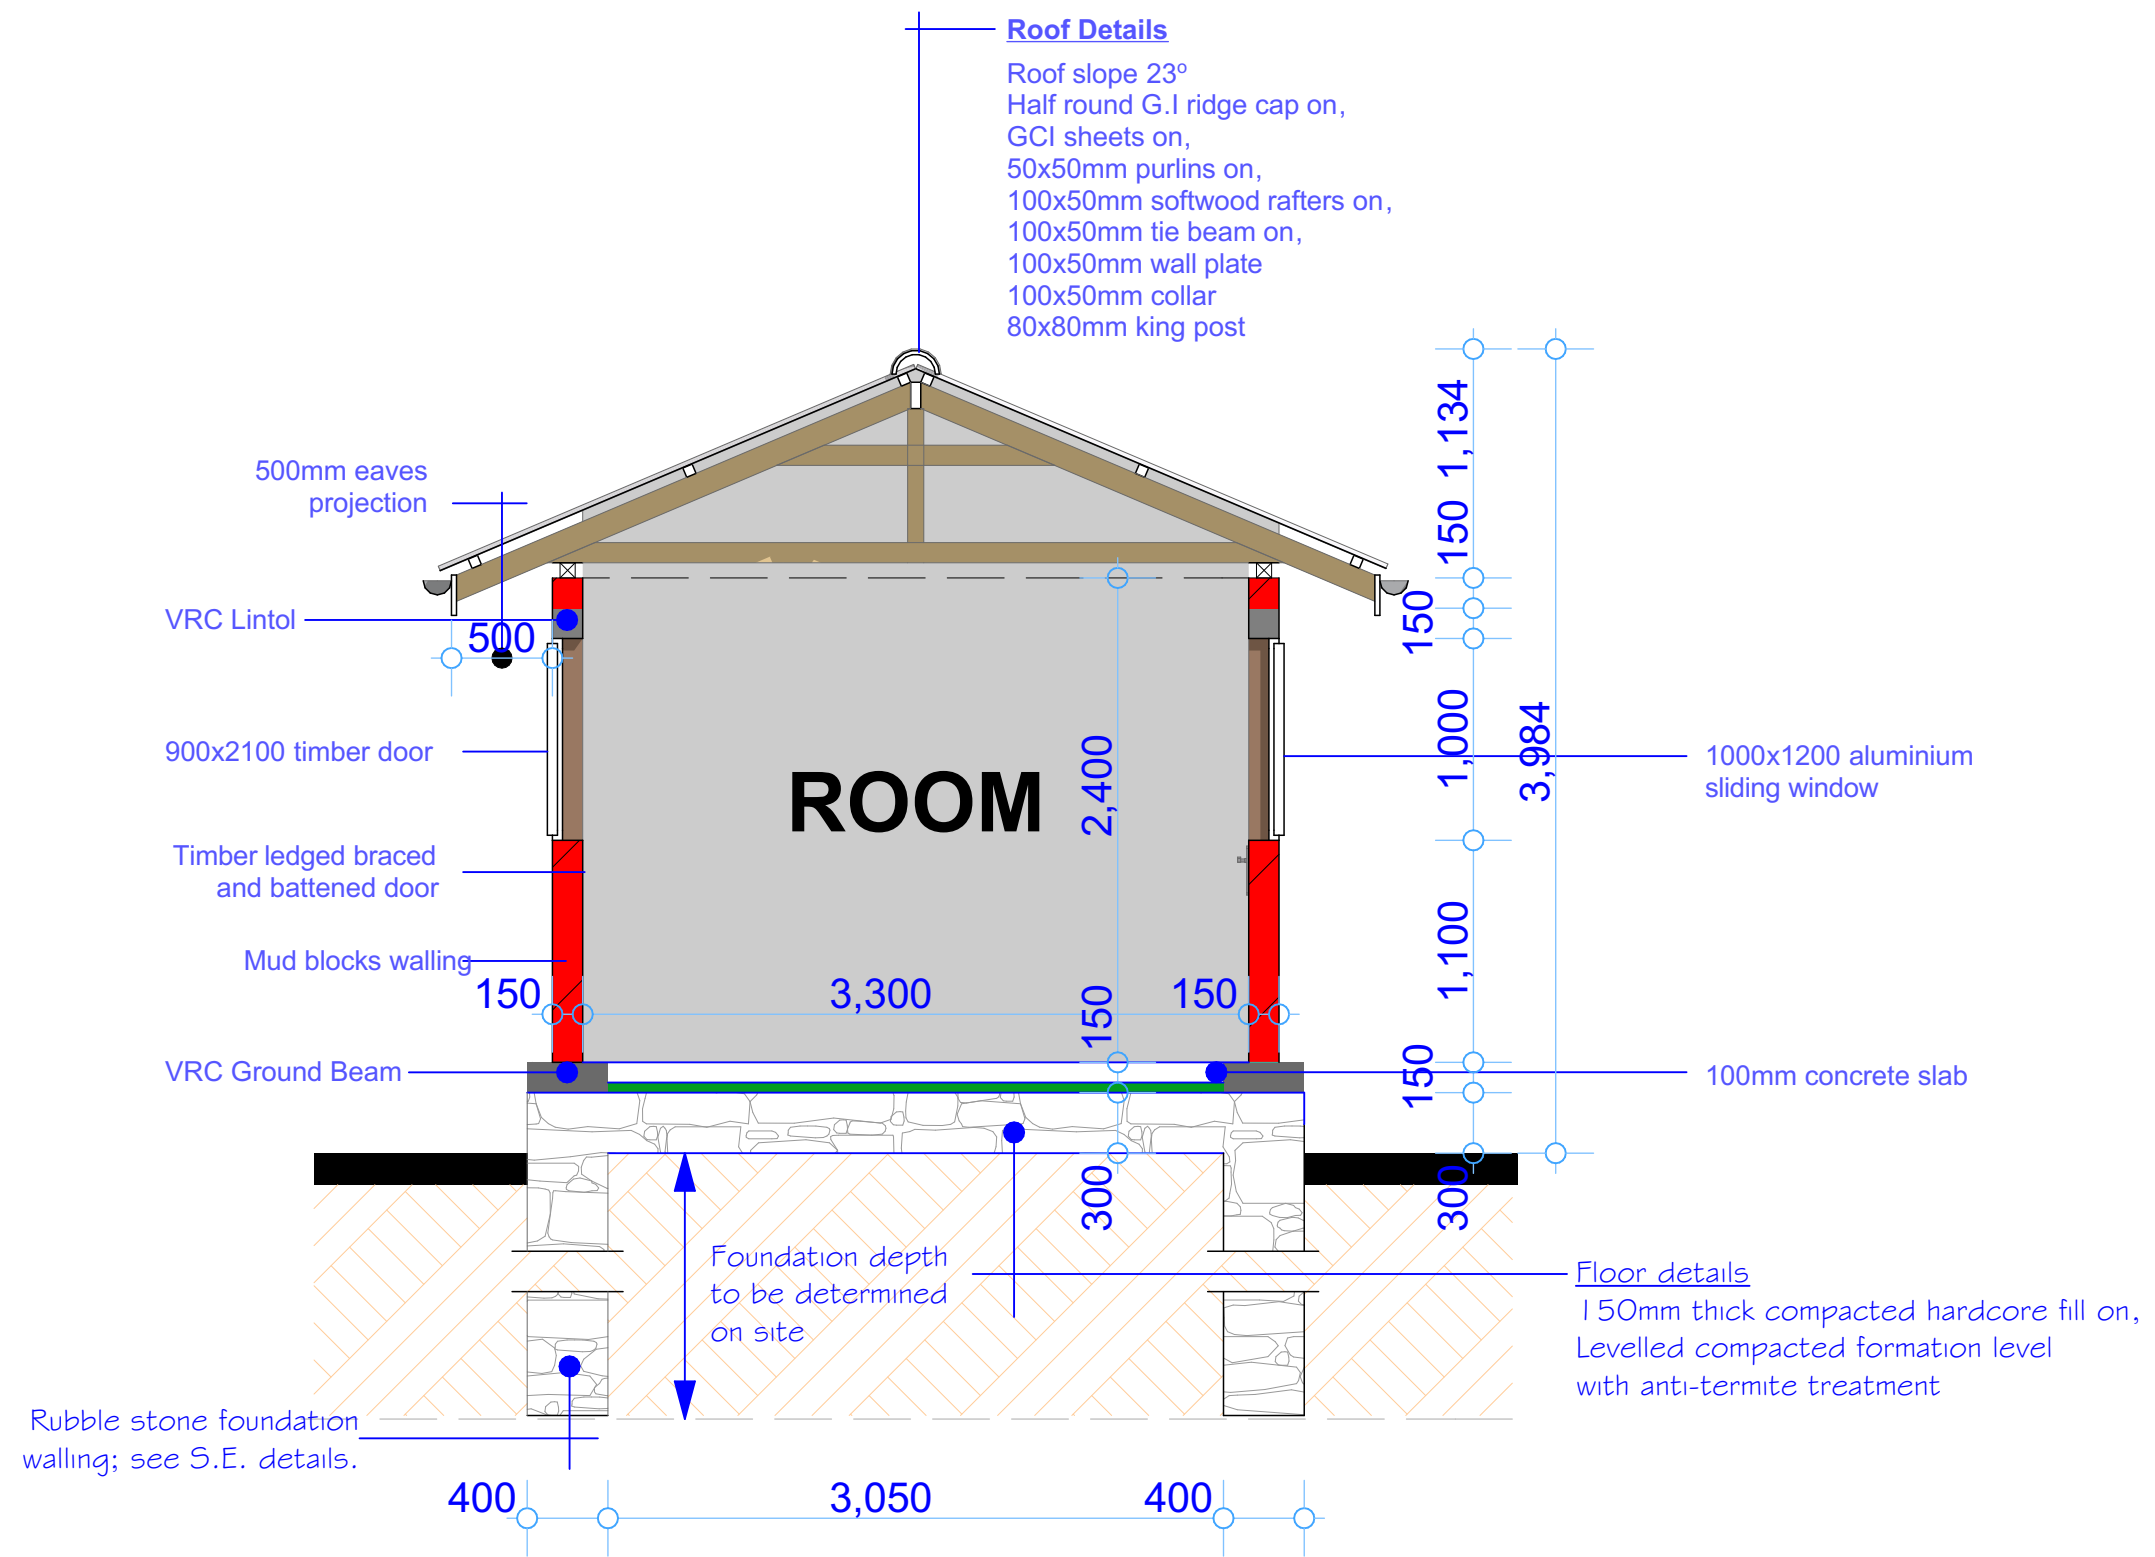 Roof Details
Roof slope 23º
Half round G.I ridge cap on,
GCI sheets on,
50x50mm purlins on,
100x50mm softwood rafters on,
100x50mm tie beam on,
100x50mm wall plate
100x50mm collar
80x80mm king post
500mm eaves
projection
VRC Lintol
500
900x2100 timber door
Timber ledged braced
and battened door
Mud blocks walling
VRC Ground Beam
ROOM
2,400
150
3,300
150
150
300
1,134
150
150
1,000
1,100
150
300
3,984
1000x1200 aluminium
sliding window
100mm concrete slab
Foundation depth
to be determined
on site
Floor details
150mm thick compacted hardcore fill on,
Levelled compacted formation level
with anti-termite treatment
Rubble stone foundation
walling; see S.E. details.
400
3,050
400